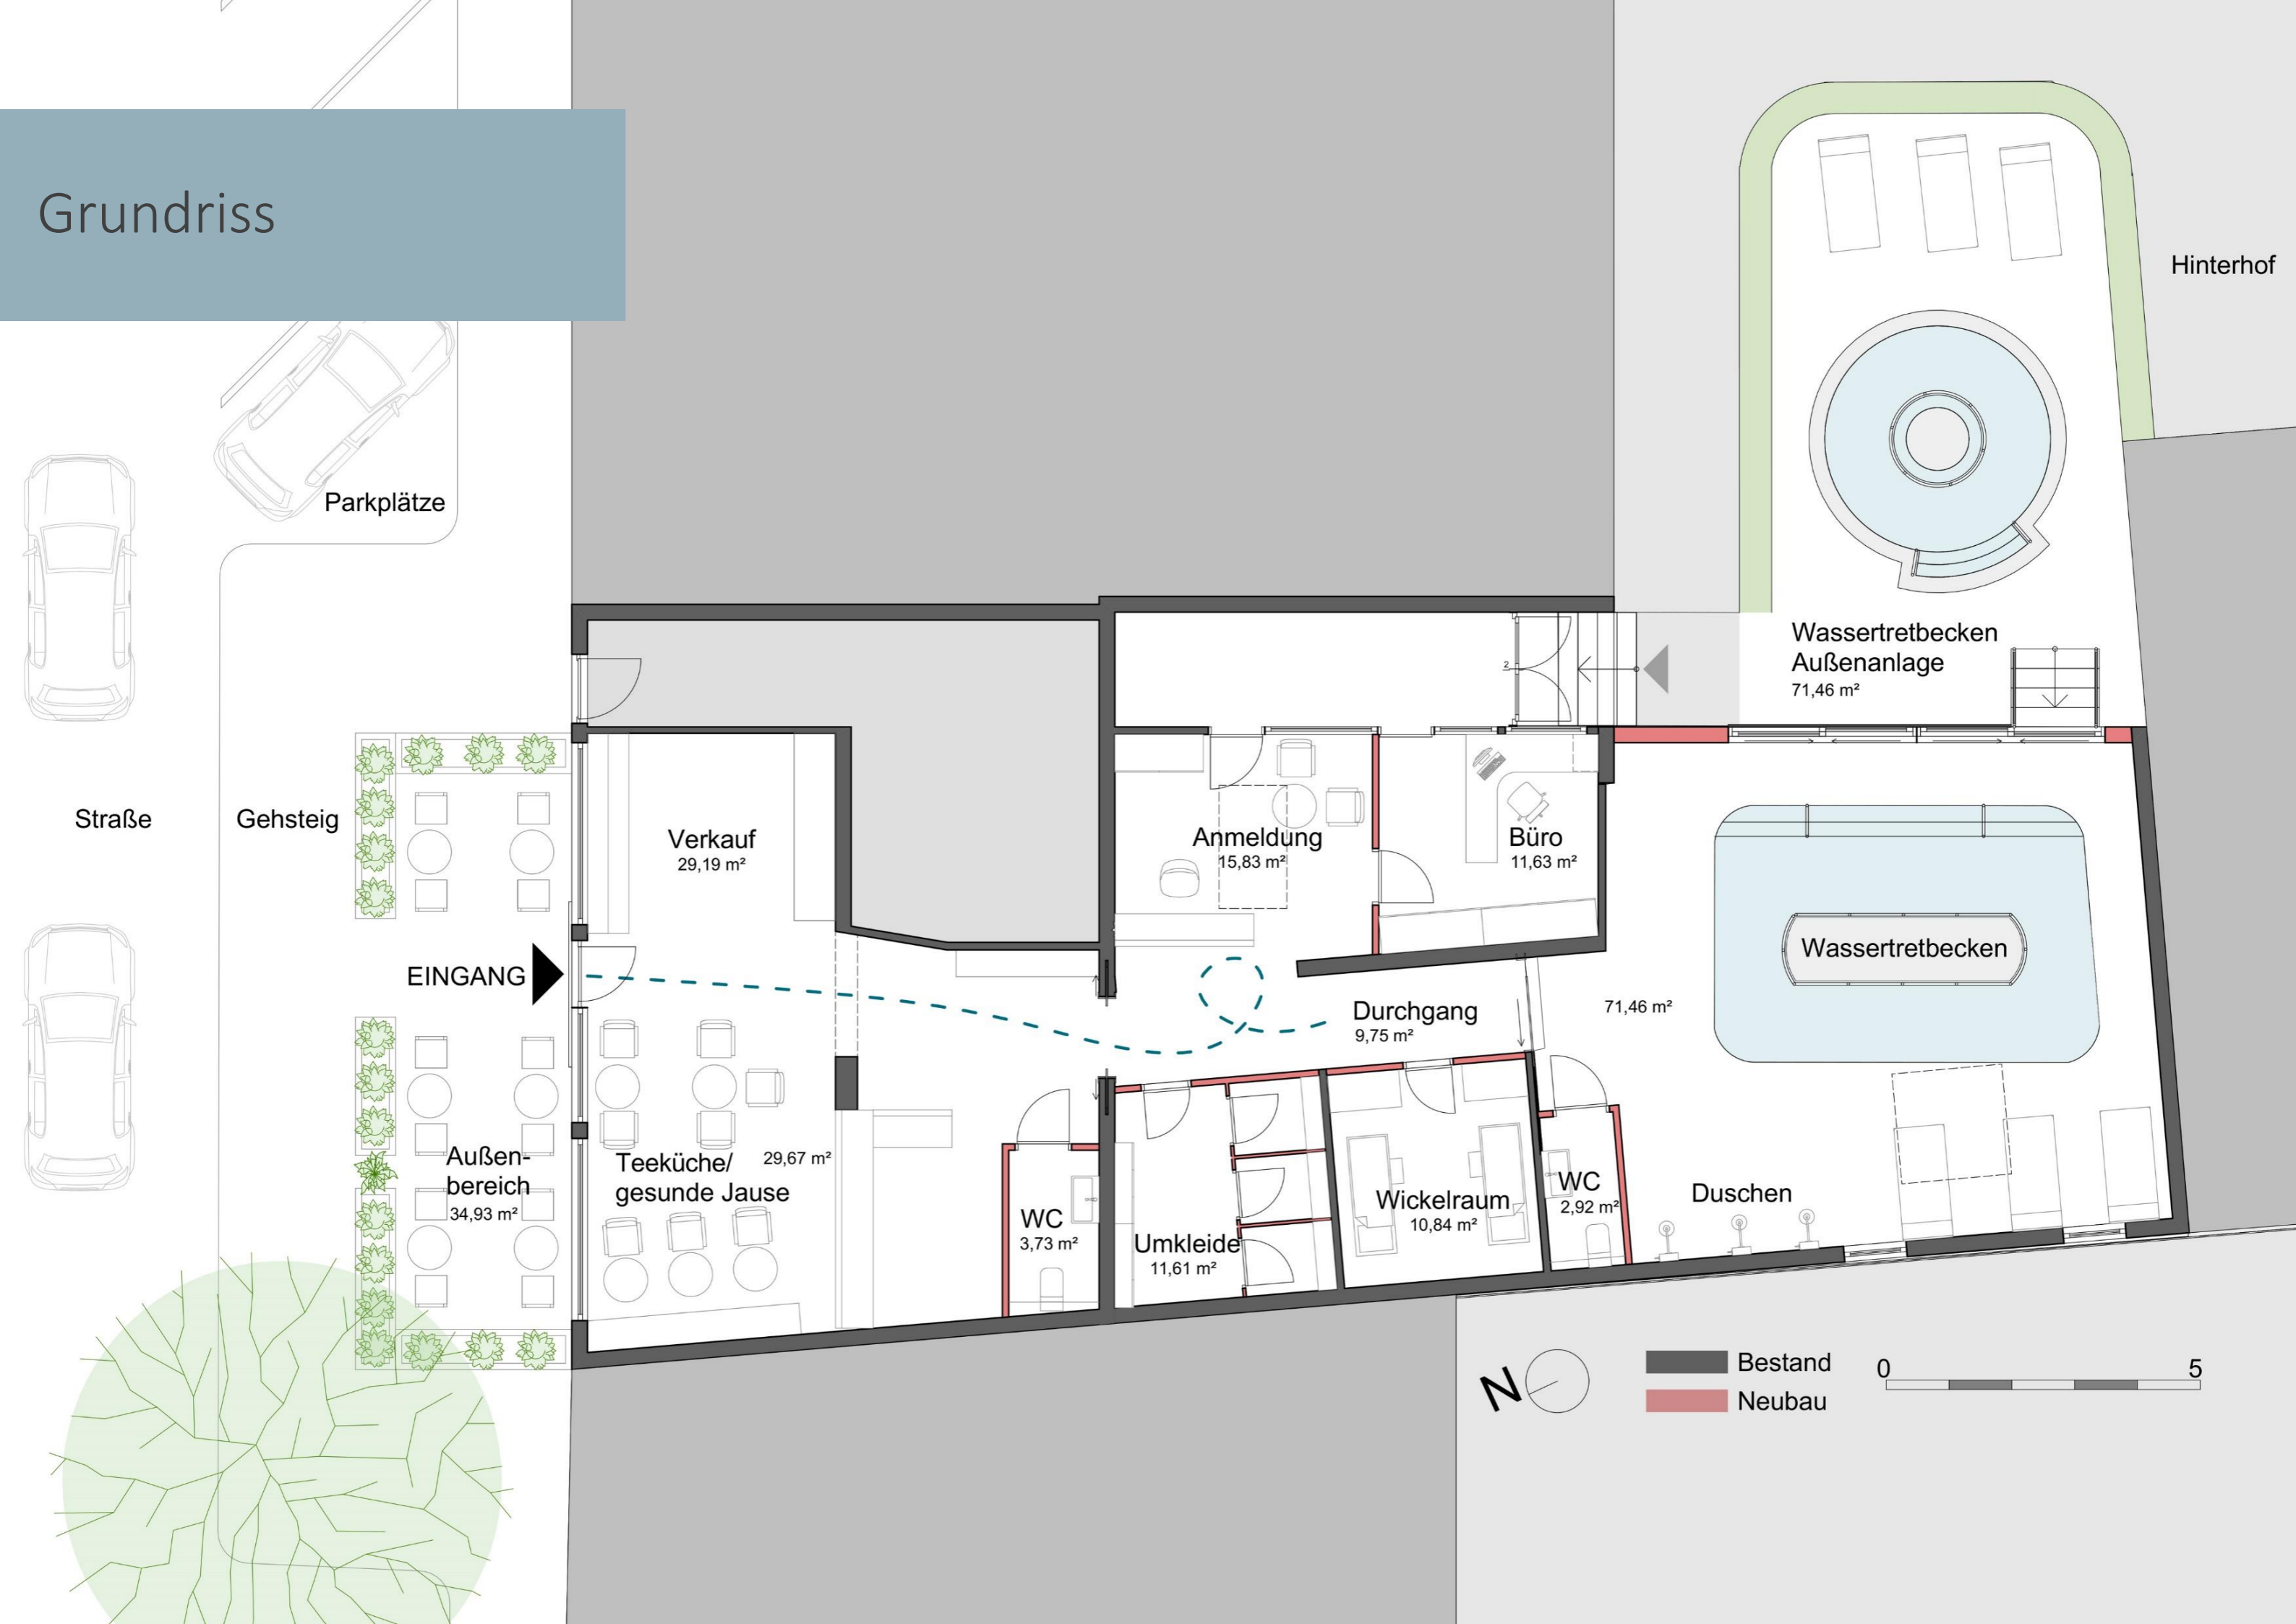 Grundriss
Hinterhof
Parkplätze
Wassertretbecken
Außenanlage
71,46 m²
2
Straße
Gehsteig
Verkauf
29,19 m²
Anmeldung
15,83 m²
Büro
11,63 m²
EINGANG
Wassertretbecken
71,46 m²
Durchgang
9,75 m²
Außen-
bereich
34,93 m²
Teeküche/
gesunde Jause
29,67 m²
WC
3,73 m²
Umkleide
11,61 m²
Wickelraum
10,84 m²
WC
2,92 m²
Duschen
N
Bestand
Neubau
0
5